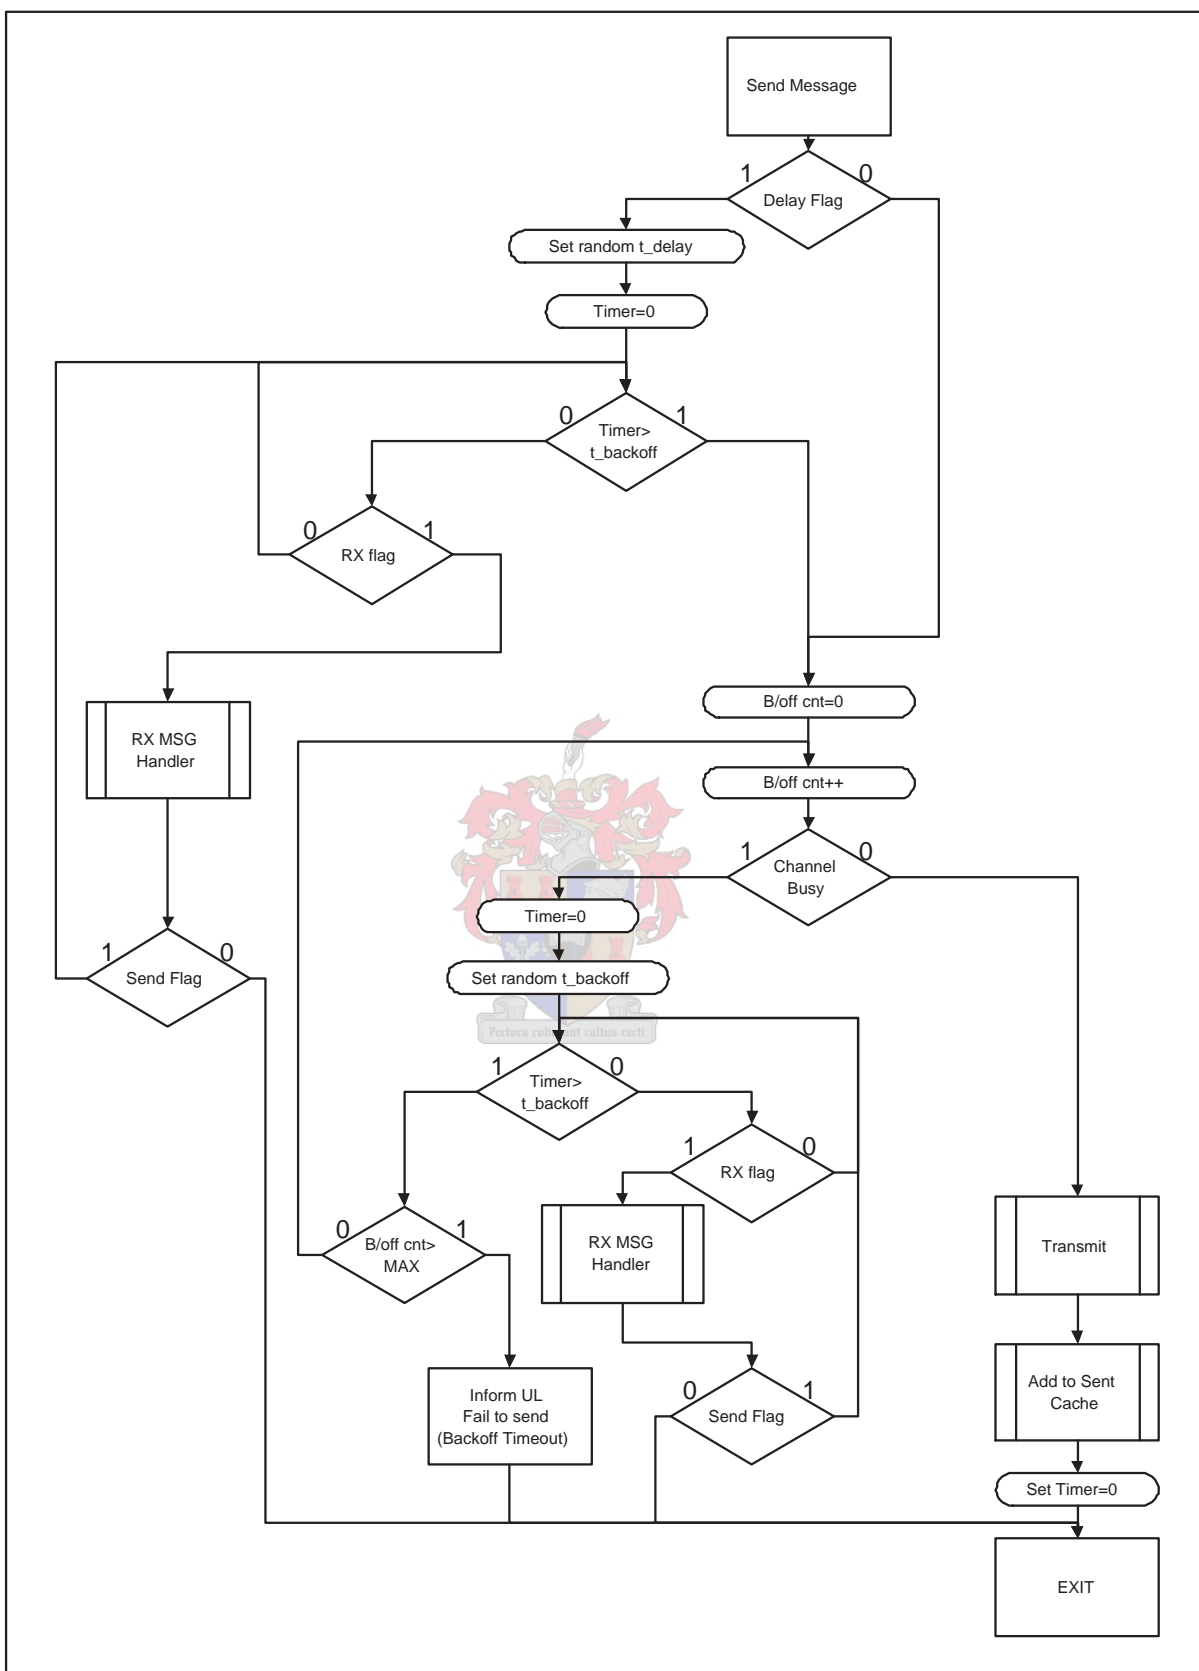 Send Message
1
0
Delay Flag
Set random t_delay
Timer=0
0
1
Timer>
t_backoff
0
1
RX flag
B/off cnt=0
RX MSG
Handler
B/off cnt++
1
0
Channel
Busy
Timer=0
1
0
Send Flag
Set random t_backoff
Pectora roborant cultus recti
1
0
Timer>
t_backoff
1
0
RX flag
0
1
B/off cnt>
MAX
RX MSG
Handler
Transmit
Inform UL
Fail to send
(Backoff Timeout)
0
1
Send Flag
Add to Sent
Cache
Set Timer=0
EXIT